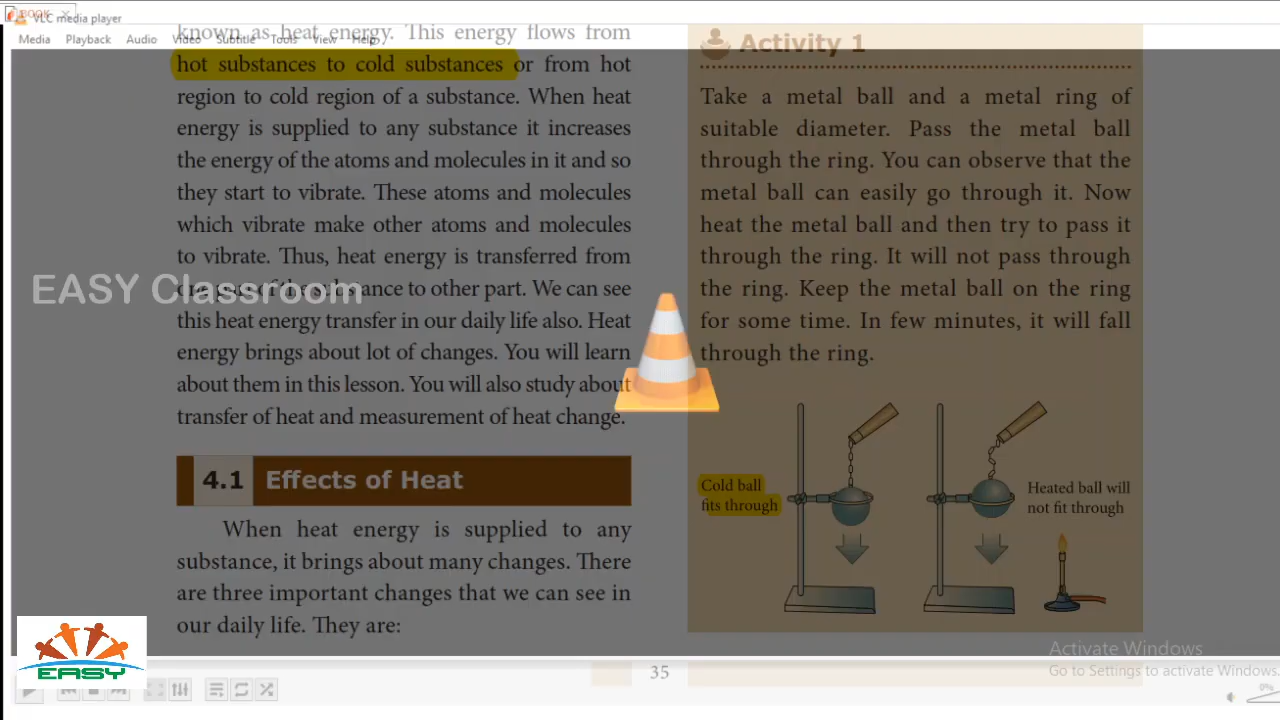 BOOK
VLC media player
Media Playback Audio Video Subtitle Tools View Help
known as heat energy. This energy flows from
hot substances to cold substances or from hot
region to cold region of a substance. When heat
energy is supplied to any substance it increases
the energy of the atoms and molecules in it and so
they start to vibrate. These atoms and molecules
which vibrate make other atoms and molecules
to vibrate. Thus, heat energy is transferred from
one part of the substance to other part. We can see
this heat energy transfer in our daily life also. Heat
energy brings about lot of changes. You will learn
about them in this lesson. You will also study about
transfer of heat and measurement of heat change.
EASY Classroom
4.1 Effects of Heat
When heat energy is supplied to any
substance, it brings about many changes. There
are three important changes that we can see in
our daily life. They are:
Activity 1
Take a metal ball and a metal ring of
suitable diameter. Pass the metal ball
through the ring. You can observe that the
metal ball can easily go through it. Now
heat the metal ball and then try to pass it
through the ring. It will not pass through
the ring. Keep the metal ball on the ring
for some time. In few minutes, it will fall
through the ring.
Cold ball
fits through
Heated ball will
not fit through
EASY
35
Activate Windows
Go to Settings to activate Windows.
0%